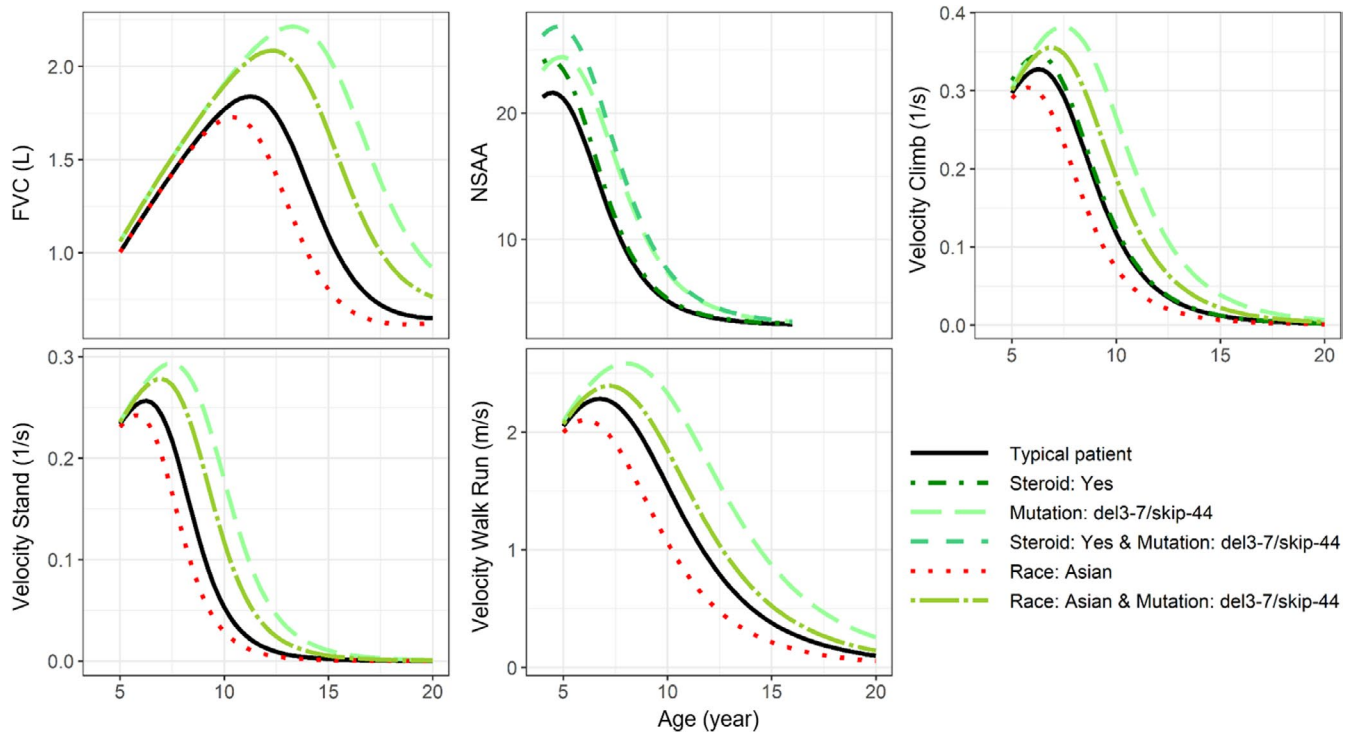 FVC (L)
2.0
1.5
1.0
NSAA
20
10
Velocity Climb (1/s)
0.4
0.3
0.2
0.1
0.0
5 10 15 20
Velocity Stand (1/s)
0.3
0.2
0.1
0.0
5 10 15 20
Velocity Walk Run (m/s)
2
1
0
5 10 15 20
Age (year)
Typical patient
Steroid: Yes
Mutation: del3-7/skip-44
Steroid: Yes & Mutation: del3-7/skip-44
Race: Asian
Race: Asian & Mutation: del3-7/skip-44